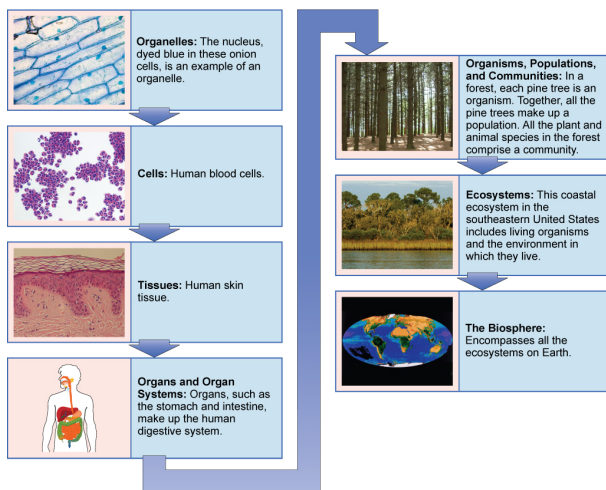 Organelles: The nucleus,
dyed blue in these onion
cells, is an example of an
organelle.
Cells: Human blood cells.
Tissues: Human skin
tissue.
Organs and Organ
Systems: Organs, such as
the stomach and intestine,
make up the human
digestive system.
Organisms, Populations,
and Communities: In a
forest, each pine tree is an
organism. Together, all the
pine trees make up a
population. All the plant and
animal species in the forest
comprise a community.
Ecosystems: This coastal
ecosystem in the
southeastern United States
includes living organisms
and the environment in
which they live.
The Biosphere:
Encompasses all the
ecosystems on Earth.